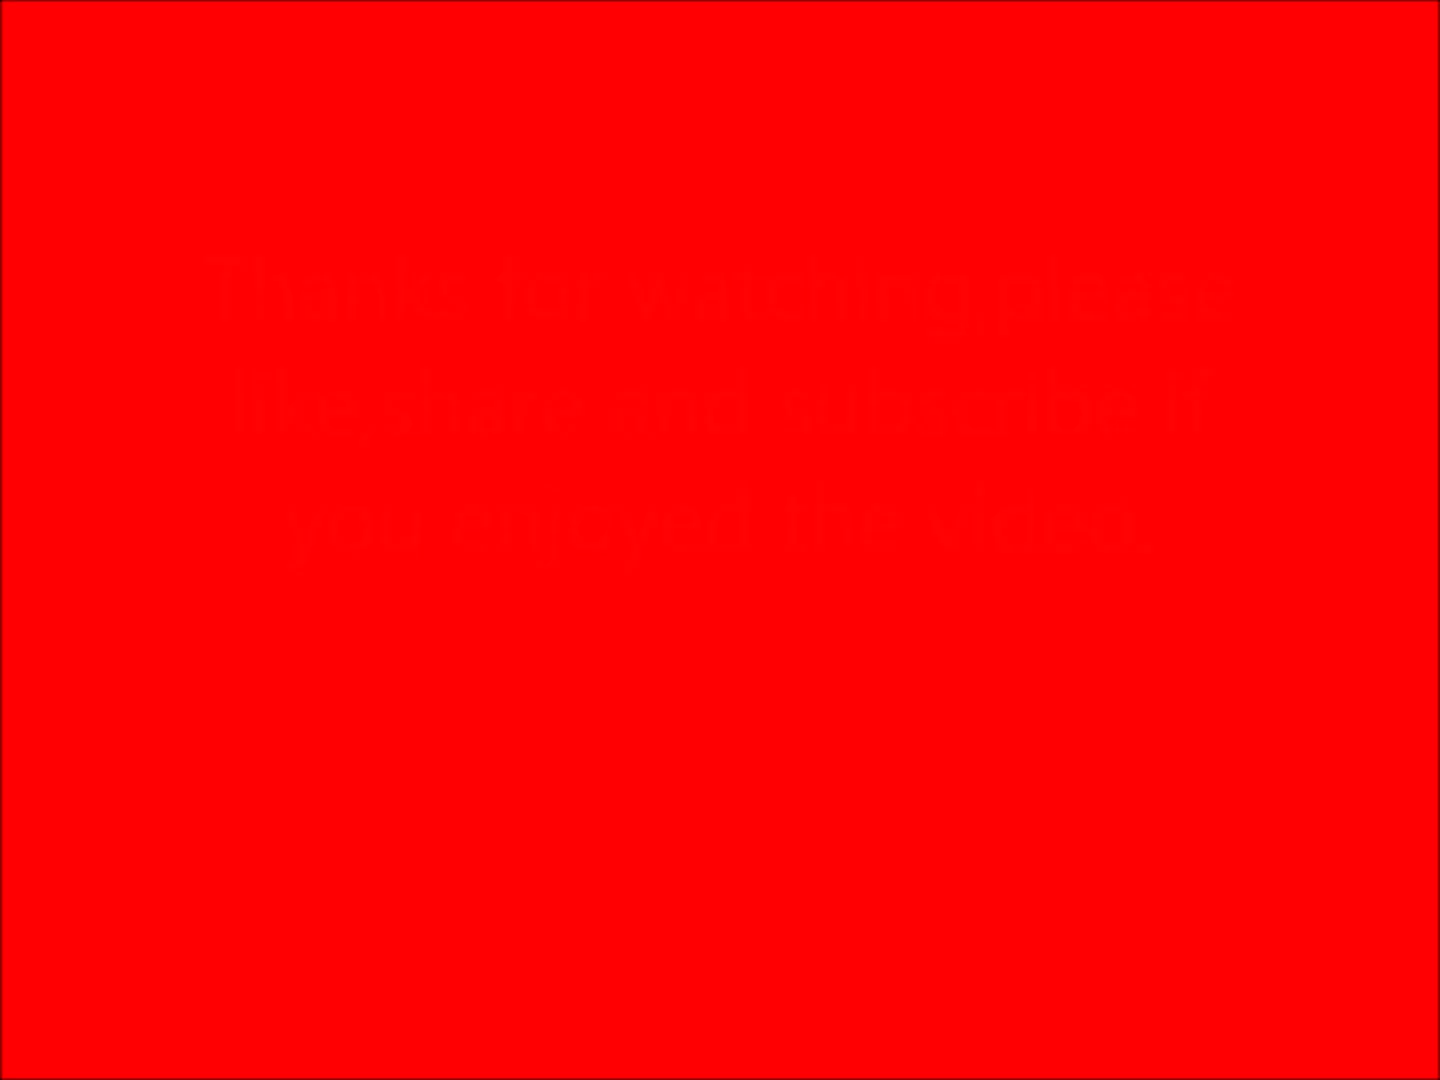 Thanks for watching,please
like,share and subscribe if
you enjoyed the video.